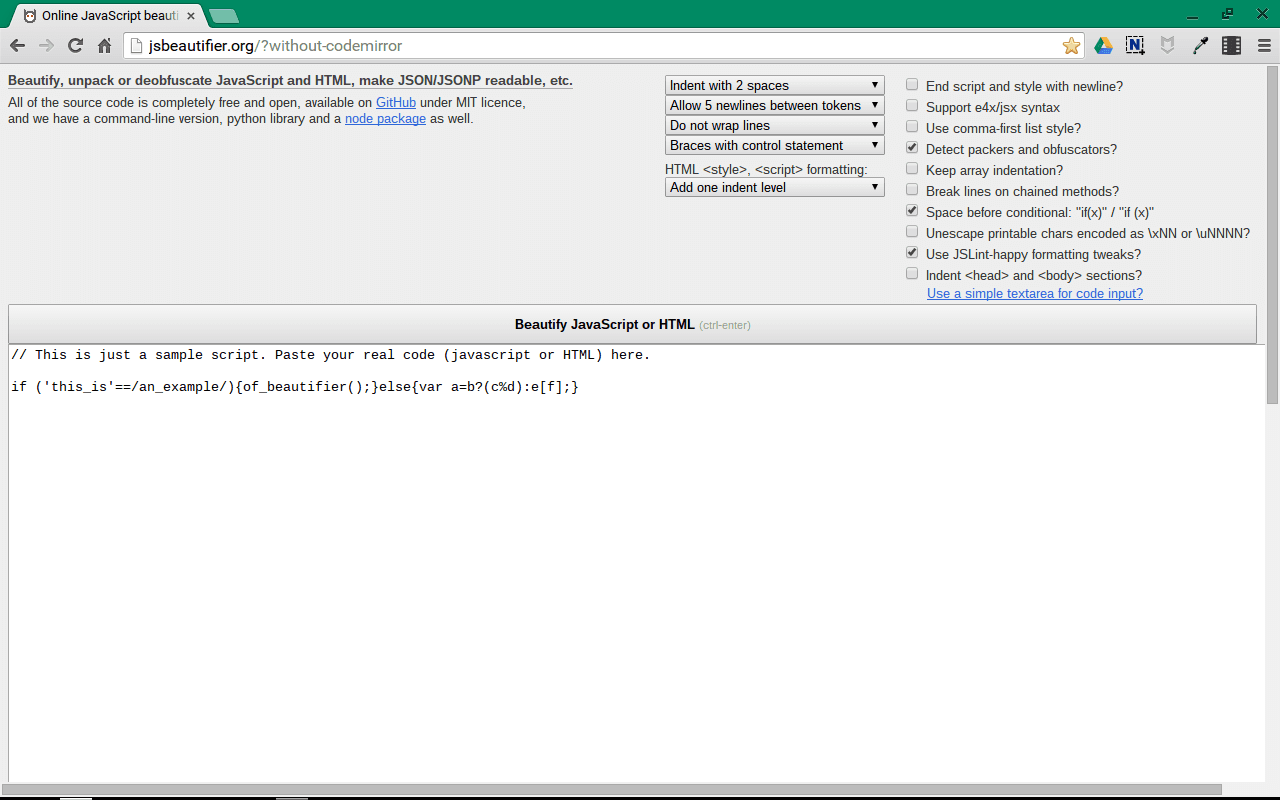 Online JavaScript beauti
jsbeautifier.org/?without-codemirror
Beautify, unpack or deobfuscate JavaScript and HTML, make JSON/JSONP readable, etc.
All of the source code is completely free and open, available on GitHub under MIT licence,
and we have a command-line version, python library and a node package as well.
Indent with 2 spaces
Allow 5 newlines between tokens
Do not wrap lines
Braces with control statement
HTML <style>, <script> formatting:
Add one indent level
End script and style with newline?
Support e4x/jsx syntax
Use comma-first list style?
Detect packers and obfuscators?
Keep array indentation?
Break lines on chained methods?
Space before conditional: "if(x)" / "if (x)"
Unescape printable chars encoded as \xNN or \uNNNN?
Use JSLint-happy formatting tweaks?
Indent <head> and <body> sections?
Use a simple textarea for code input?
Beautify JavaScript or HTML (ctrl-enter)
// This is just a sample script. Paste your real code (javascript or HTML) here.
if ('this_is'==/an_example/){of_beautifier();}else{var a=b?(c%d):e[f];}